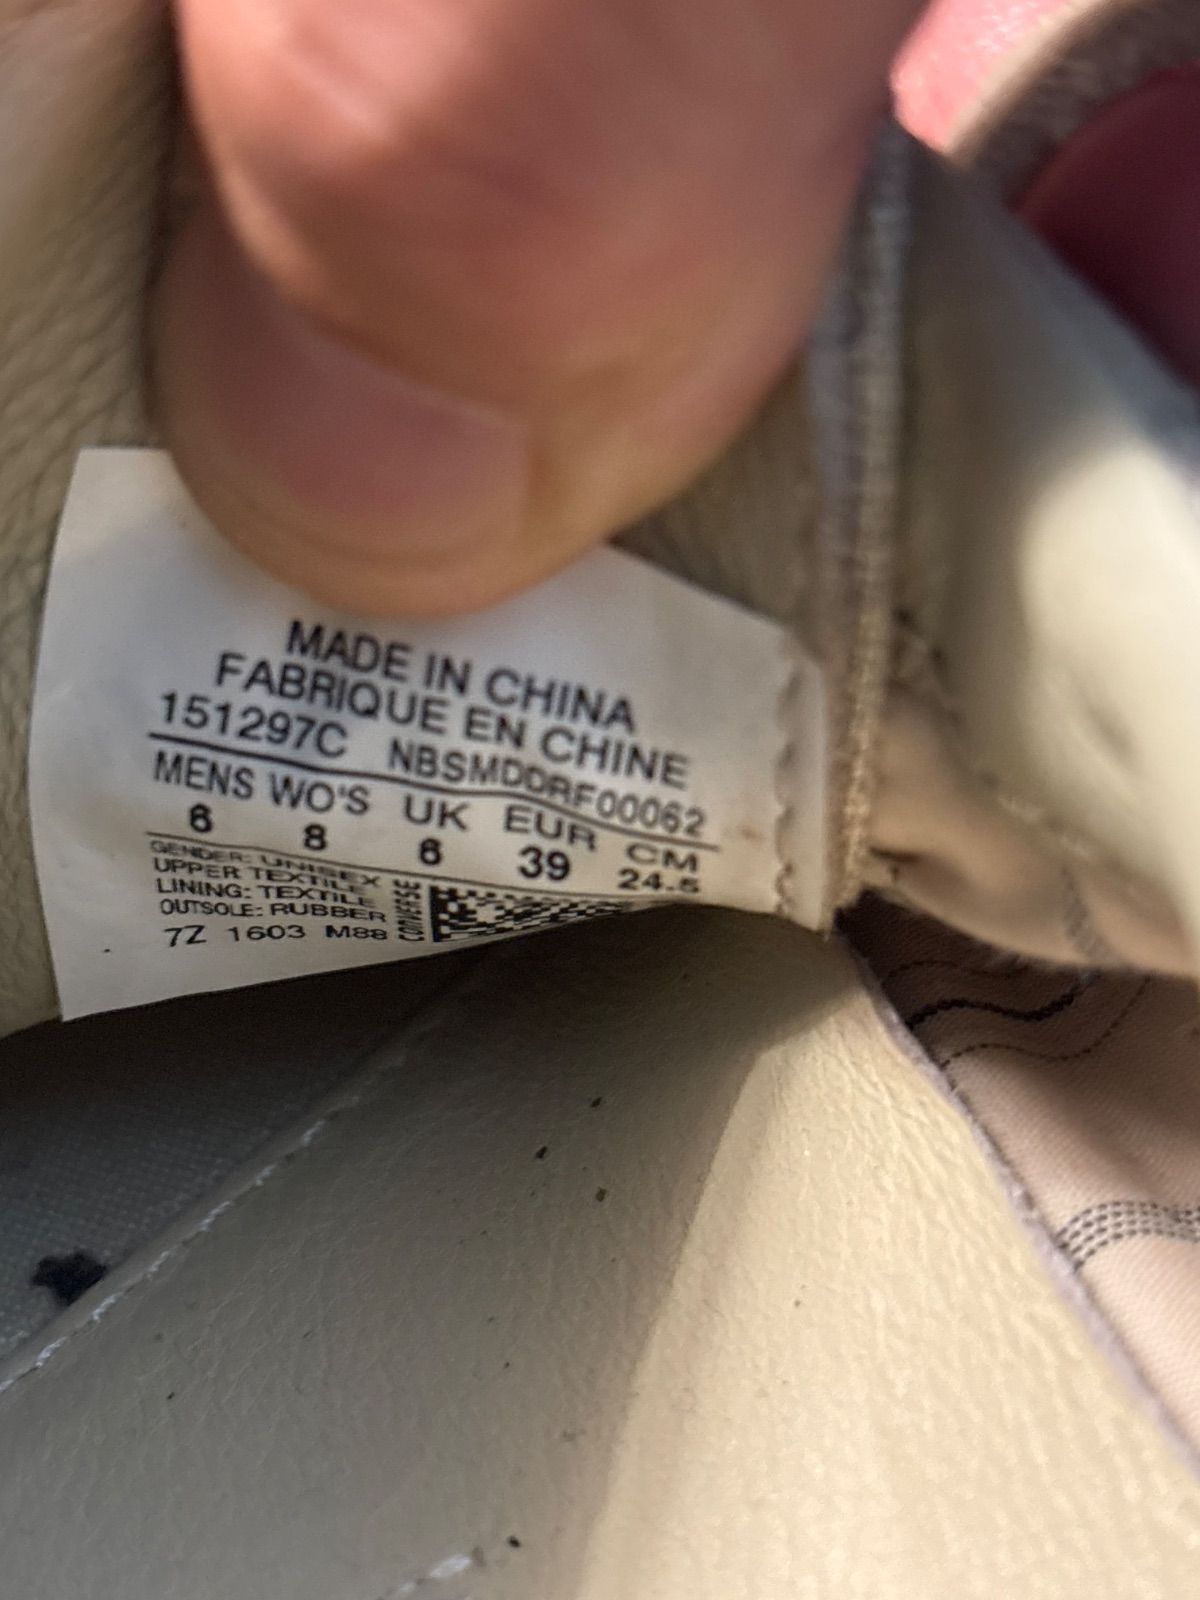 MADE IN CHINA
FABRIQUE EN CHINE
151297C NBSMDDRF00062
MENS WO'S UK EUR CM
6 8 6 39 24.5
GENDER: UNISEX
UPPER TEXTILE
LINING: TEXTILE
OUTSOLE: RUBBER
7Z 1603 M88
CONVERSE